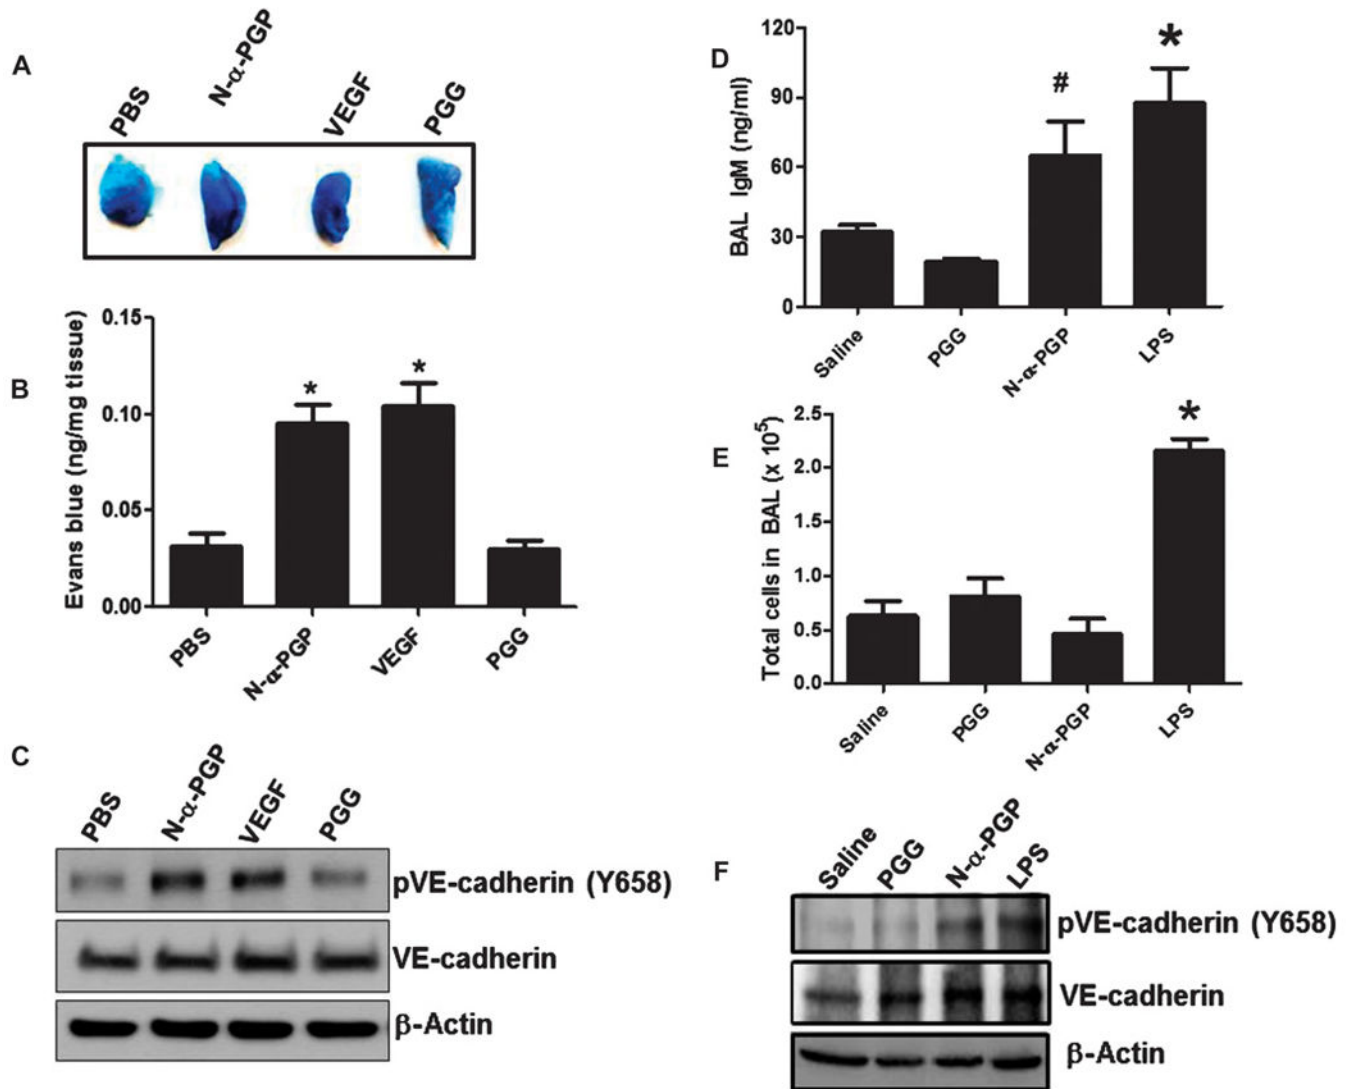 A
PBS
N-α-PGP
VEGF
PGG
B
Evans blue (ng/mg tissue)
0.15
0.10
0.05
0.00
*
*
PBS
N-α-PGP
VEGF
PGG
C
PBS
N-α-PGP
VEGF
PGG
pVE-cadherin (Y658)
VE-cadherin
β-Actin
D
BAL IgM (ng/ml)
120
90
60
30
0
#
*
Saline
PGG
N-α-PGP
LPS
E
Total cells in BAL (x 10⁵)
2.5
2.0
1.5
1.0
0.5
0.0
*
Saline
PGG
N-α-PGP
LPS
F
Saline
PGG
N-α-PGP
LPS
pVE-cadherin (Y658)
VE-cadherin
β-Actin